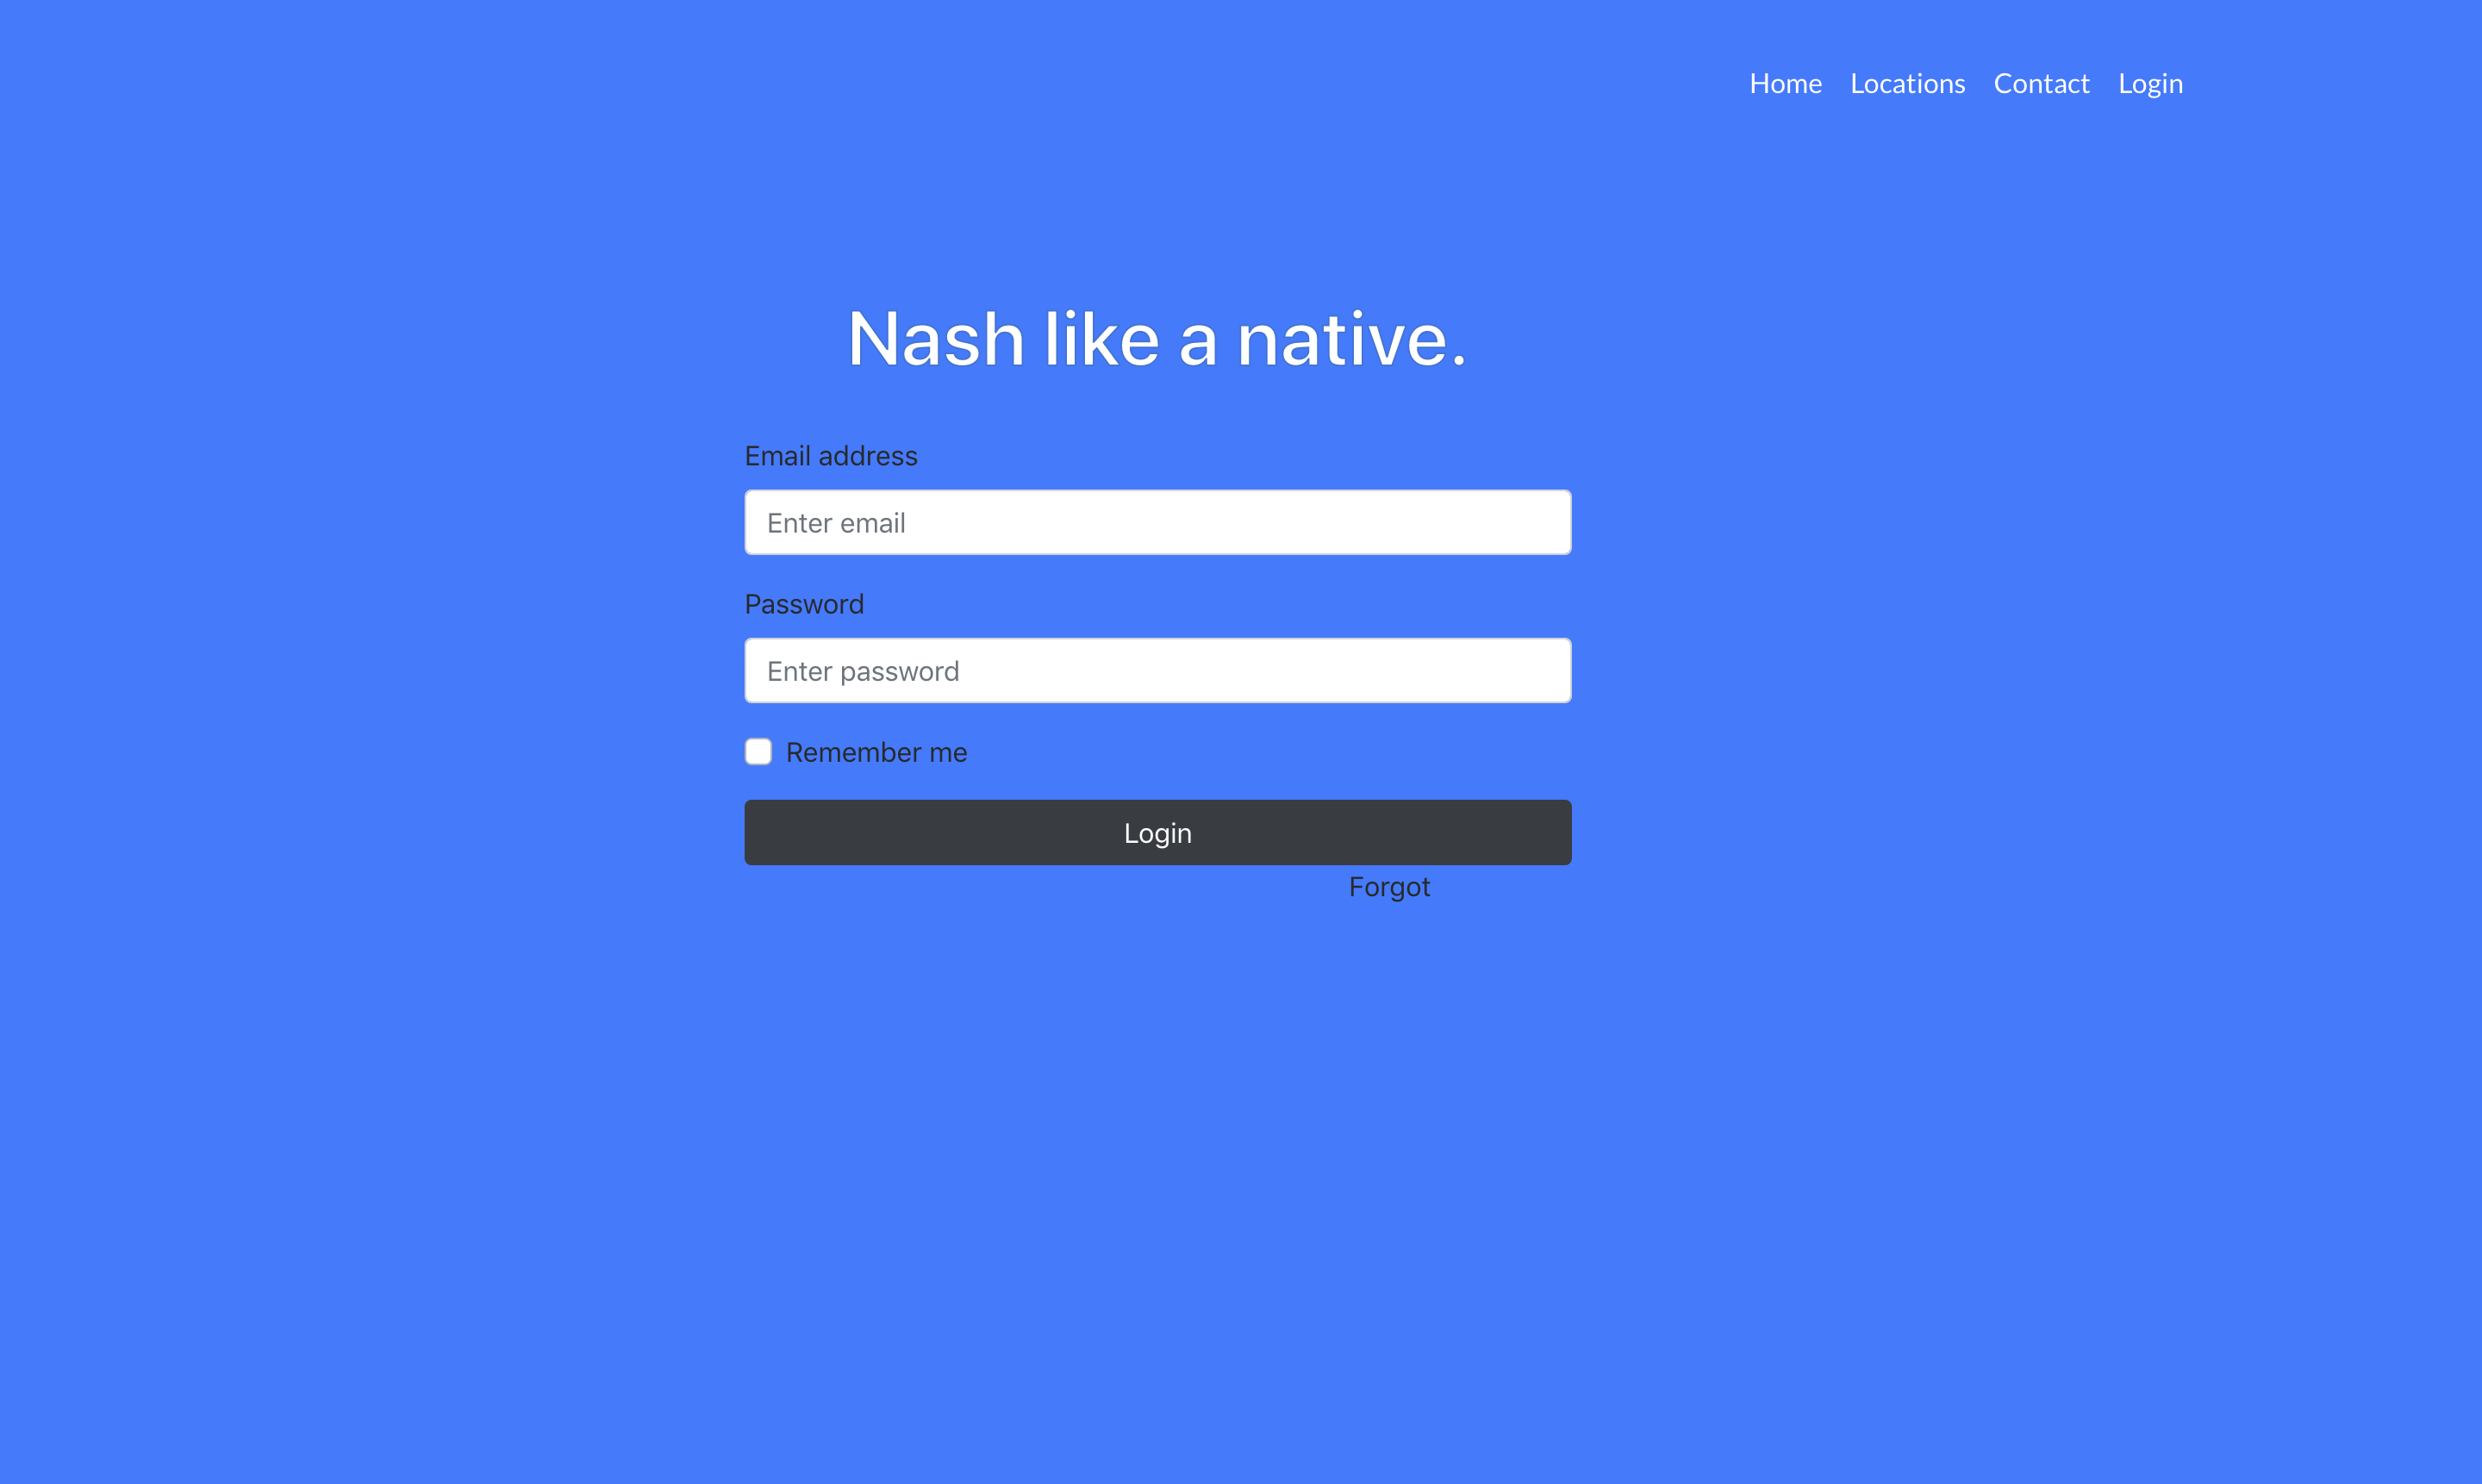 Home Locations Contact Login
Nash like a native.
Email address
Enter email
Password
Enter password
Remember me
Login
Forgot